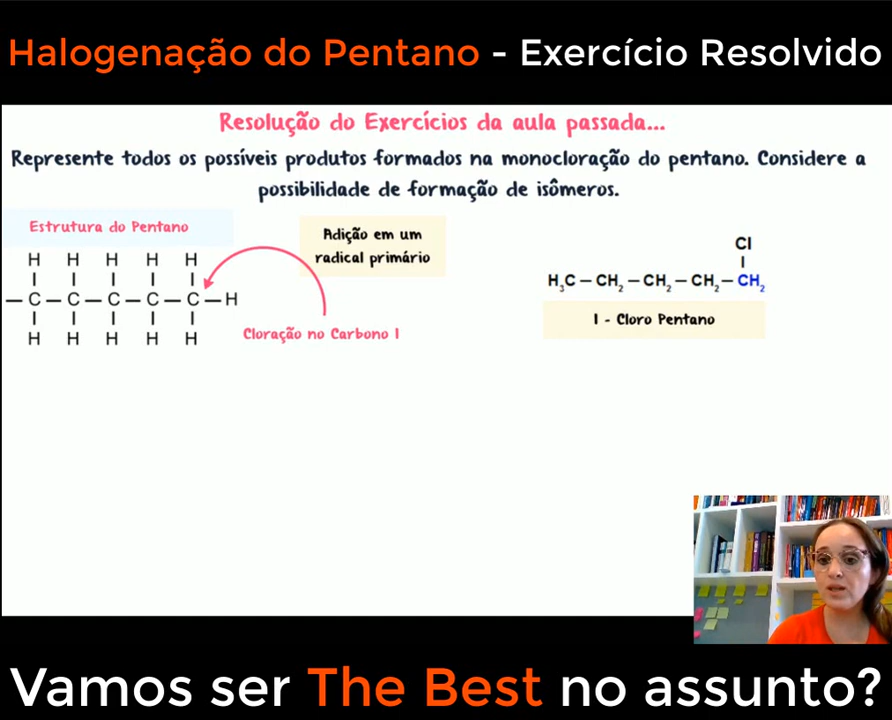 Halogenação do Pentano - Exercício Resolvido
Resolução do Exercícios da aula passada...
Represente todos os possíveis produtos formados na monocloração do pentano. Considere a
possibilidade de formação de isômeros.
Estrutura do Pentano
H H H H H
– C – C – C – C – C – H
H H H H H
Adição em um
radical primário
Cloração no Carbono 1
Cl
H₃C – CH₂ – CH₂ – CH₂ – CH₂
1 - Cloro Pentano
Vamos ser The Best no assunto?